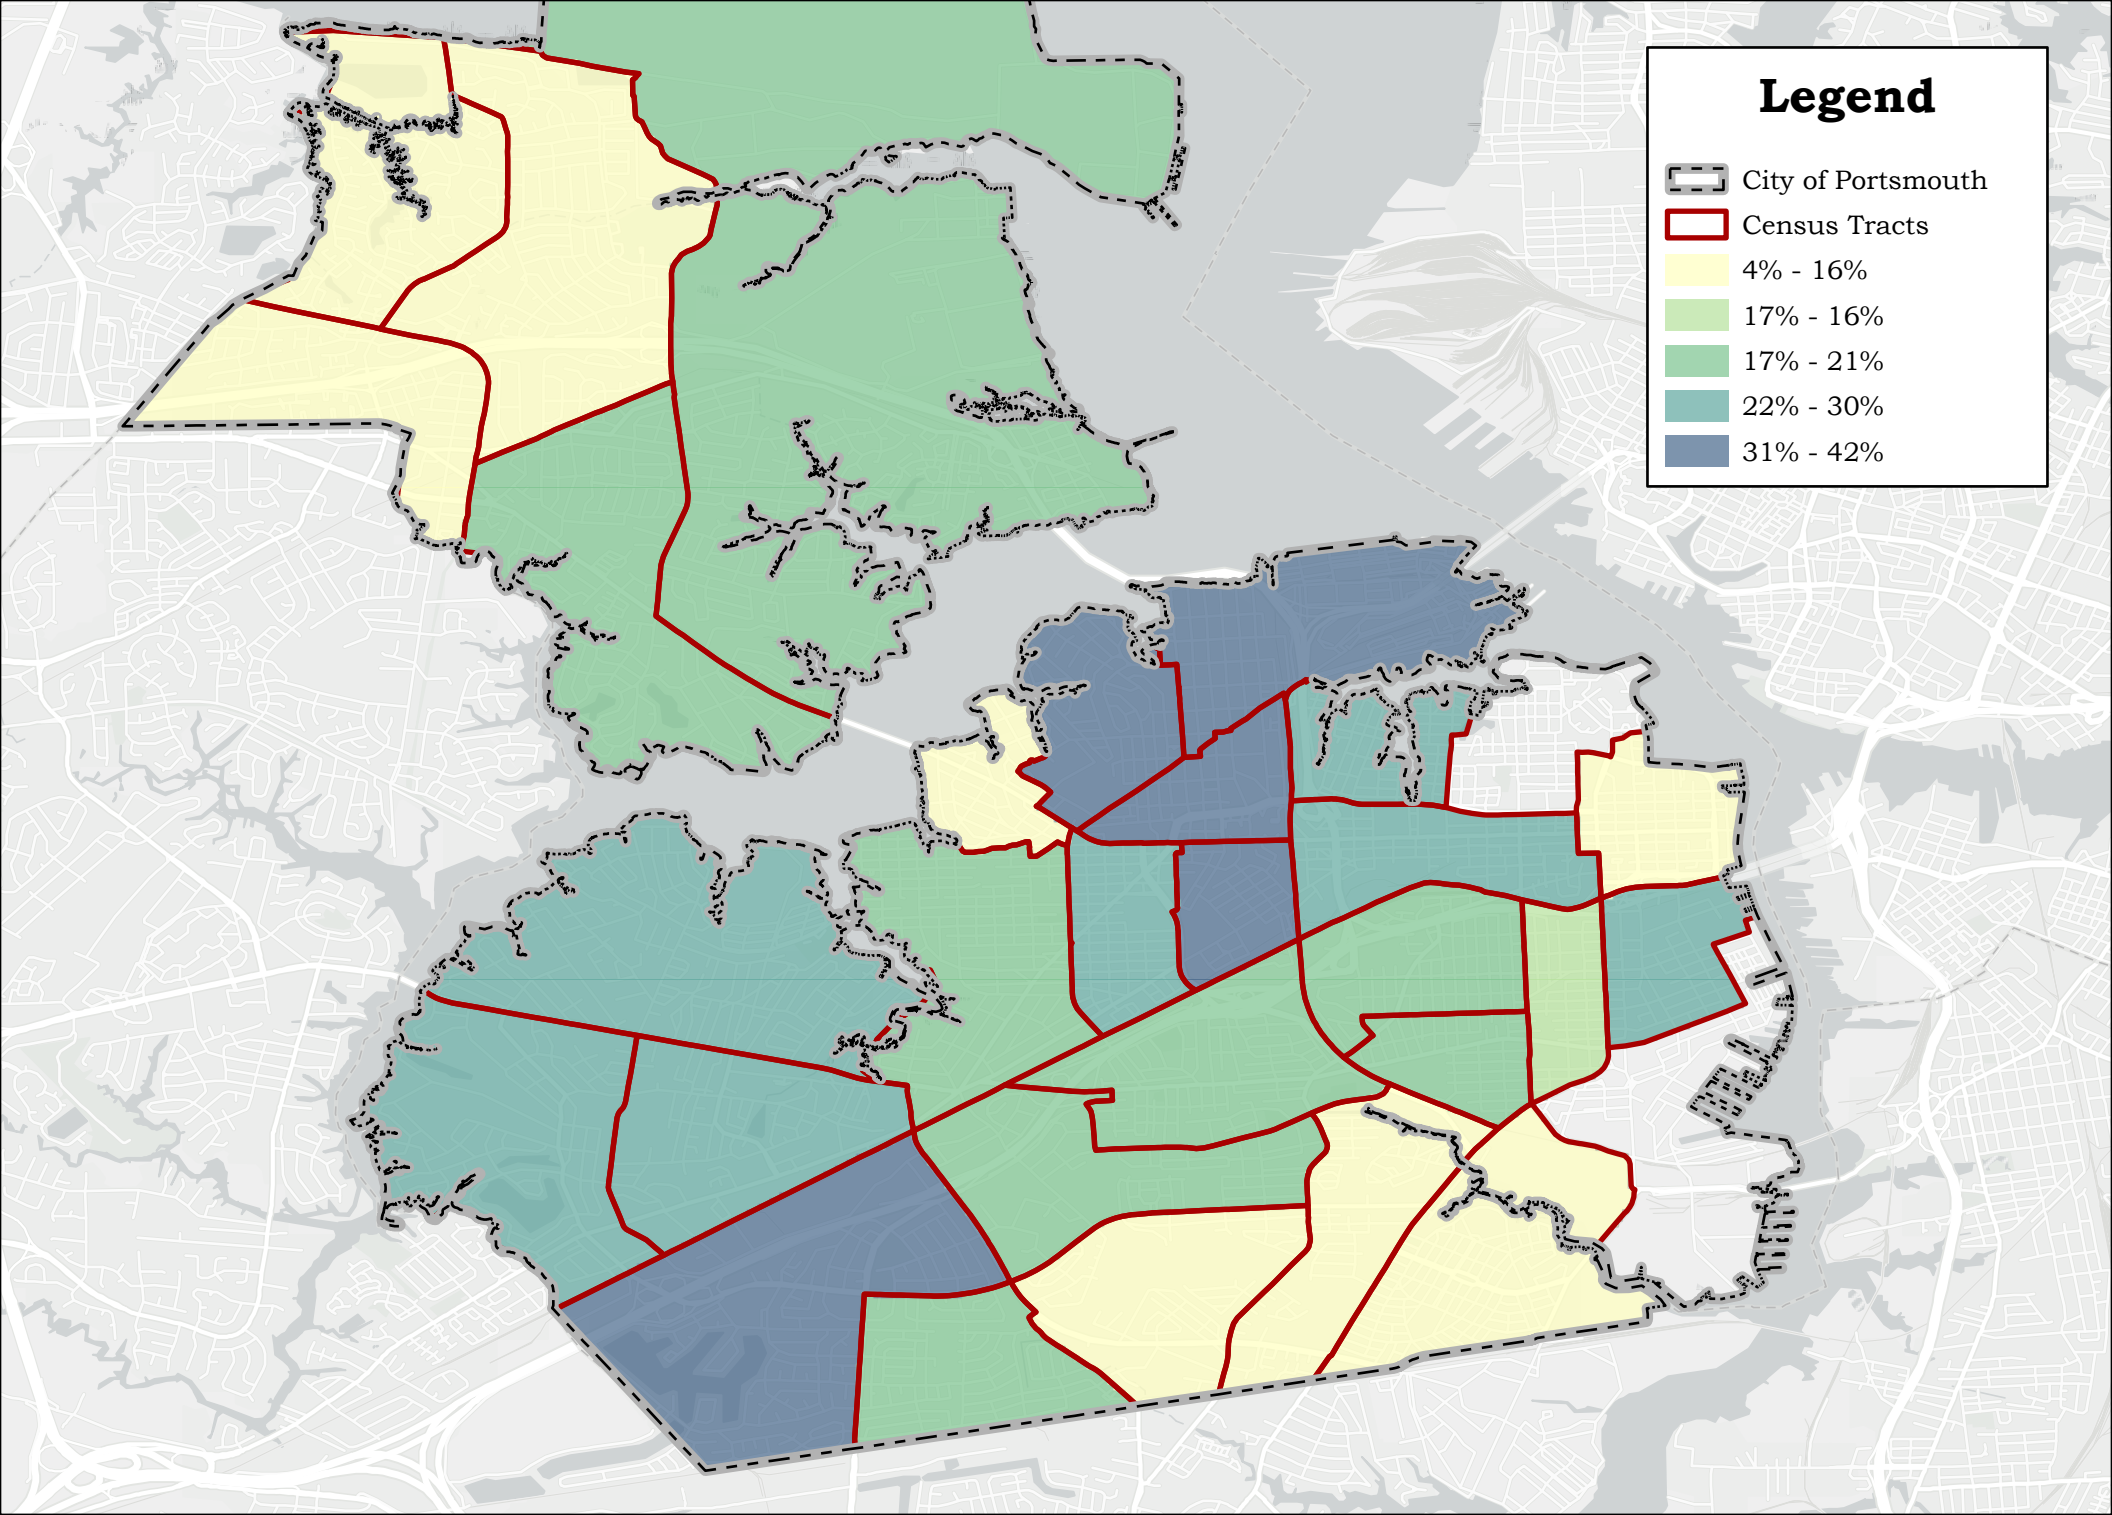 Legend
City of Portsmouth
Census Tracts
4% - 16%
17% - 16%
17% - 21%
22% - 30%
31% - 42%